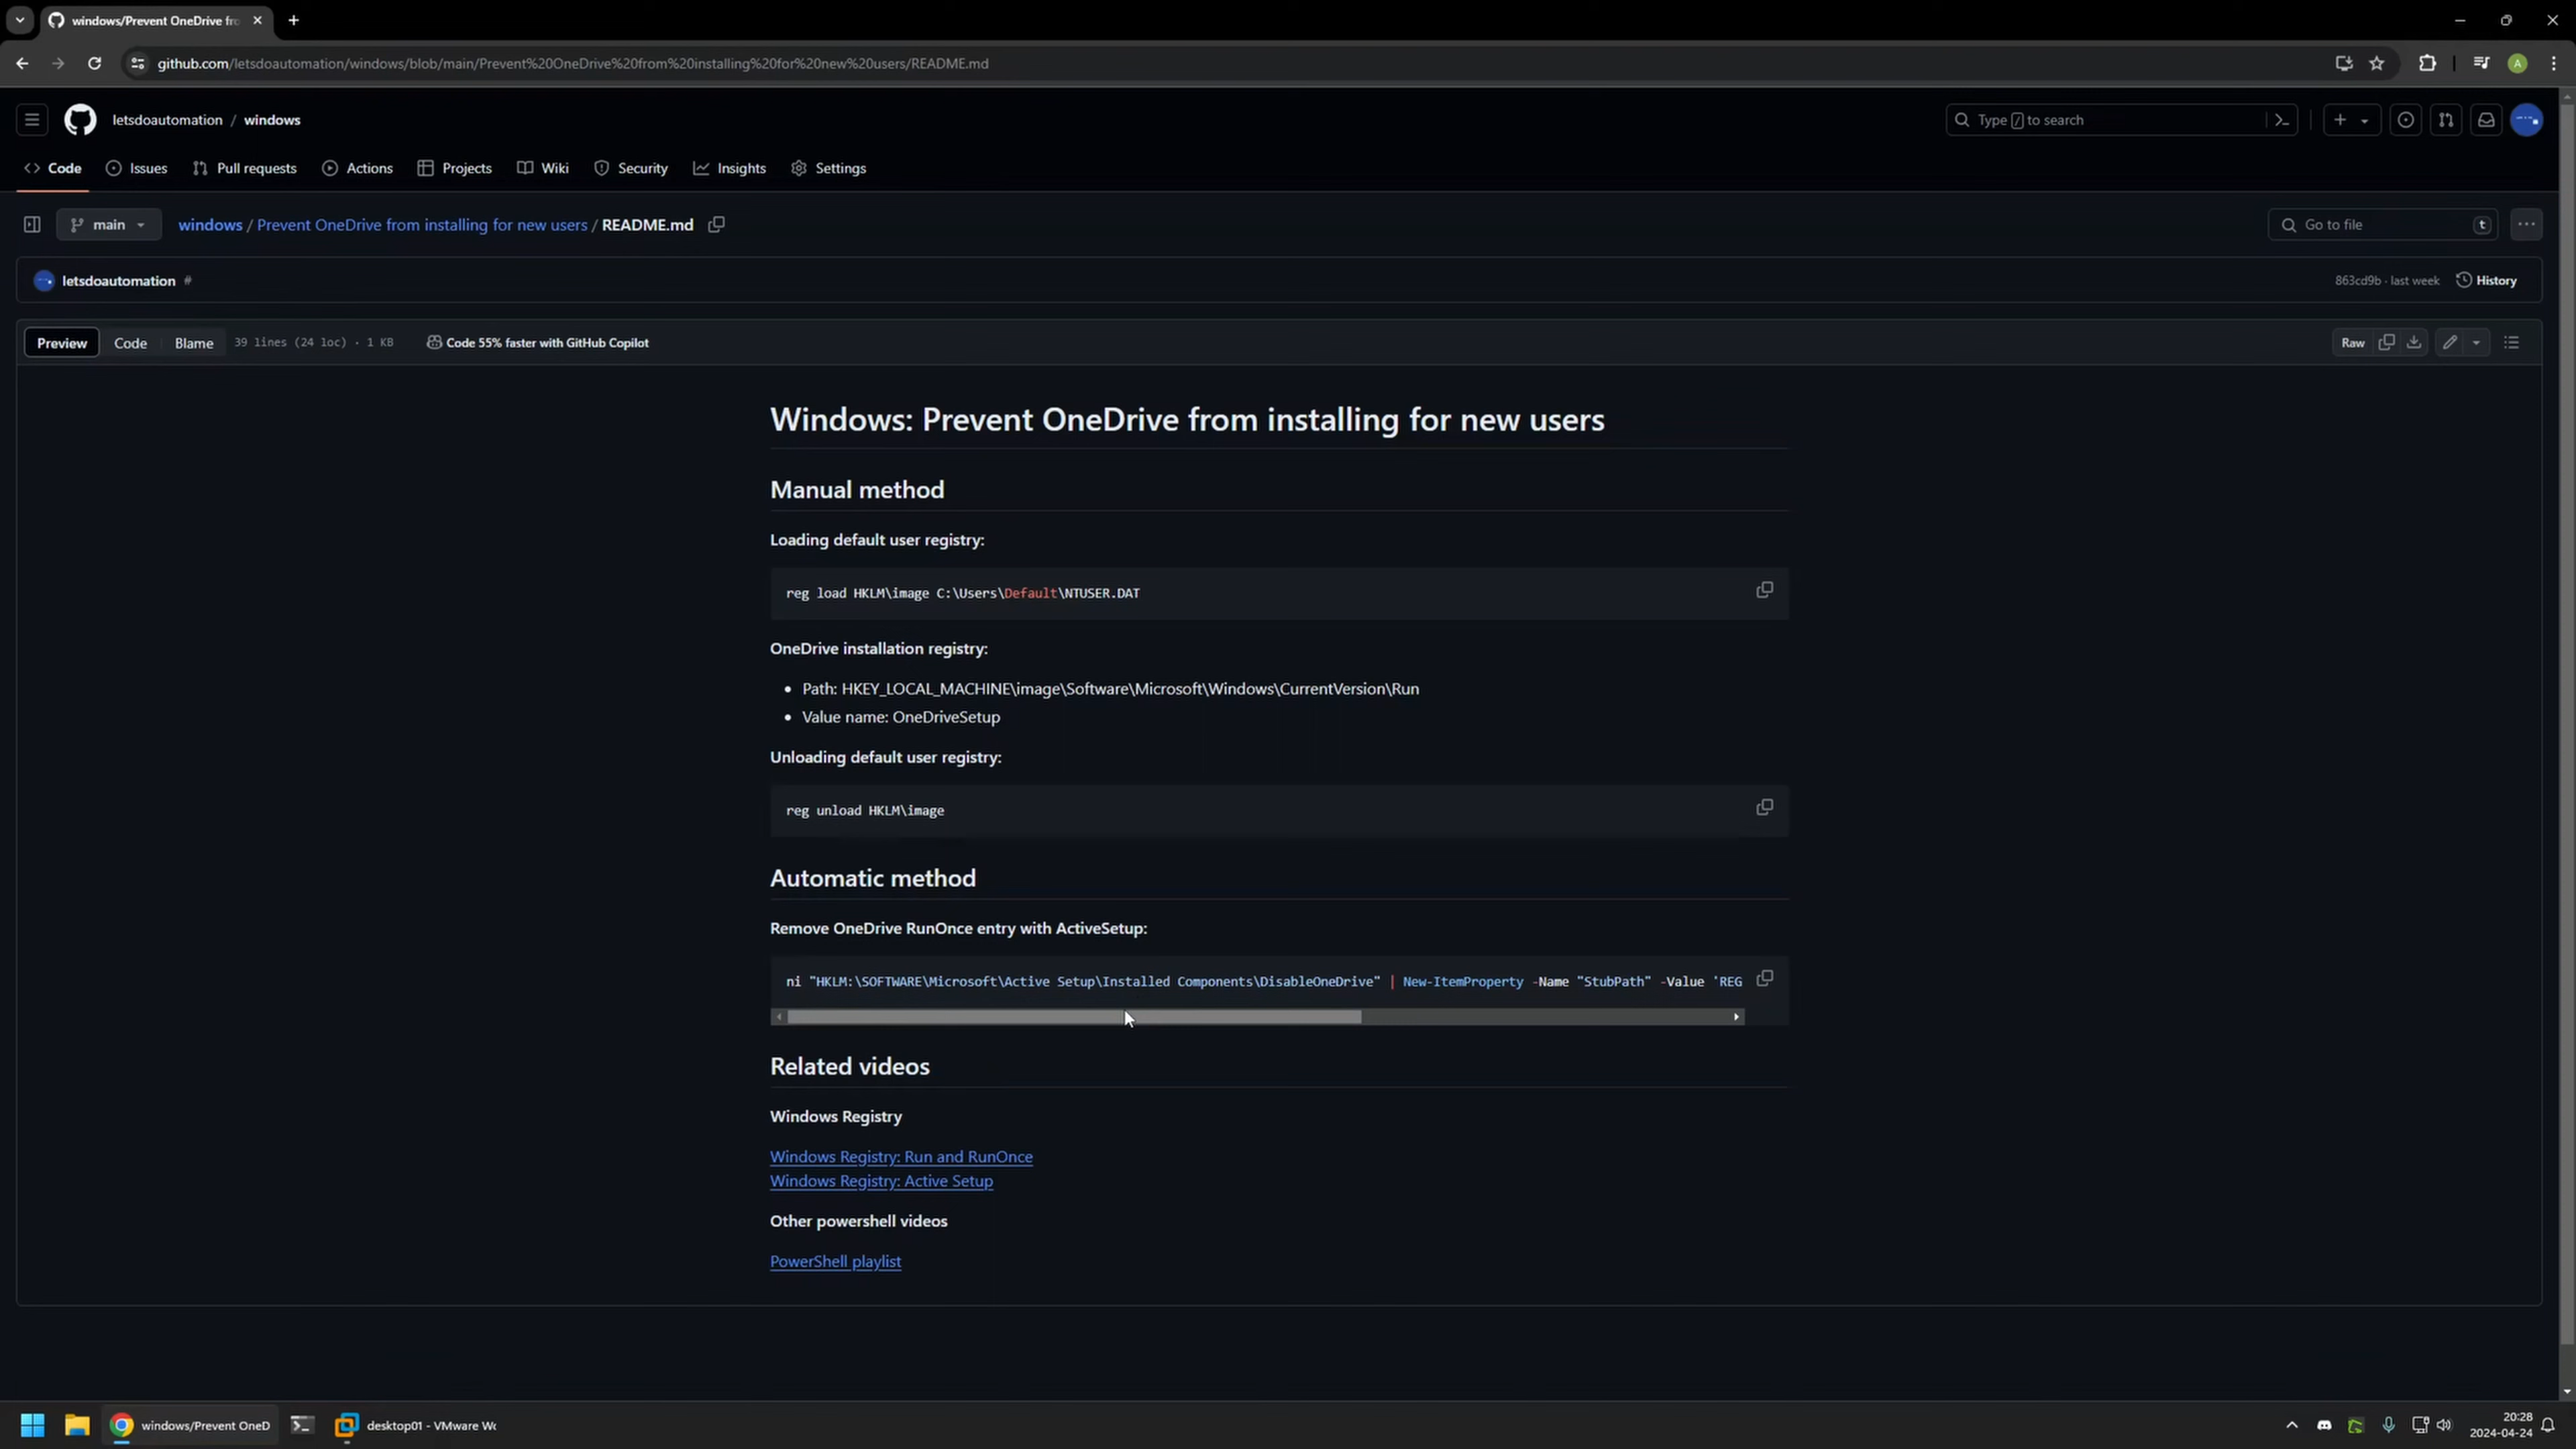 windows/Prevent OneDrive fro
github.com/letsdoautomation/windows/blob/main/Prevent%20OneDrive%20from%20installing%20for%20new%20users/README.md
A
letsdoautomation / windows
Type / to search
Code
Issues
Pull requests
Actions
Projects
Wiki
Security
Insights
Settings
main
windows / Prevent OneDrive from installing for new users / README.md
Go to file
t
letsdoautomation #
863cd9b · last week
History
Preview
Code
Blame
39 lines (24 loc) · 1 KB
Code 55% faster with GitHub Copilot
Raw
Windows: Prevent OneDrive from installing for new users
Manual method
Loading default user registry:
reg load HKLM\image C:\Users\Default\NTUSER.DAT
OneDrive installation registry:
• Path: HKEY_LOCAL_MACHINE\image\Software\Microsoft\Windows\CurrentVersion\Run
• Value name: OneDriveSetup
Unloading default user registry:
reg unload HKLM\image
Automatic method
Remove OneDrive RunOnce entry with ActiveSetup:
ni "HKLM:\SOFTWARE\Microsoft\Active Setup\Installed Components\DisableOneDrive" | New-ItemProperty -Name "StubPath" -Value 'REG
Related videos
Windows Registry
Windows Registry: Run and RunOnce
Windows Registry: Active Setup
Other powershell videos
PowerShell playlist
windows/Prevent OneD
desktop01 - VMware Wo
20:28
2024-04-24